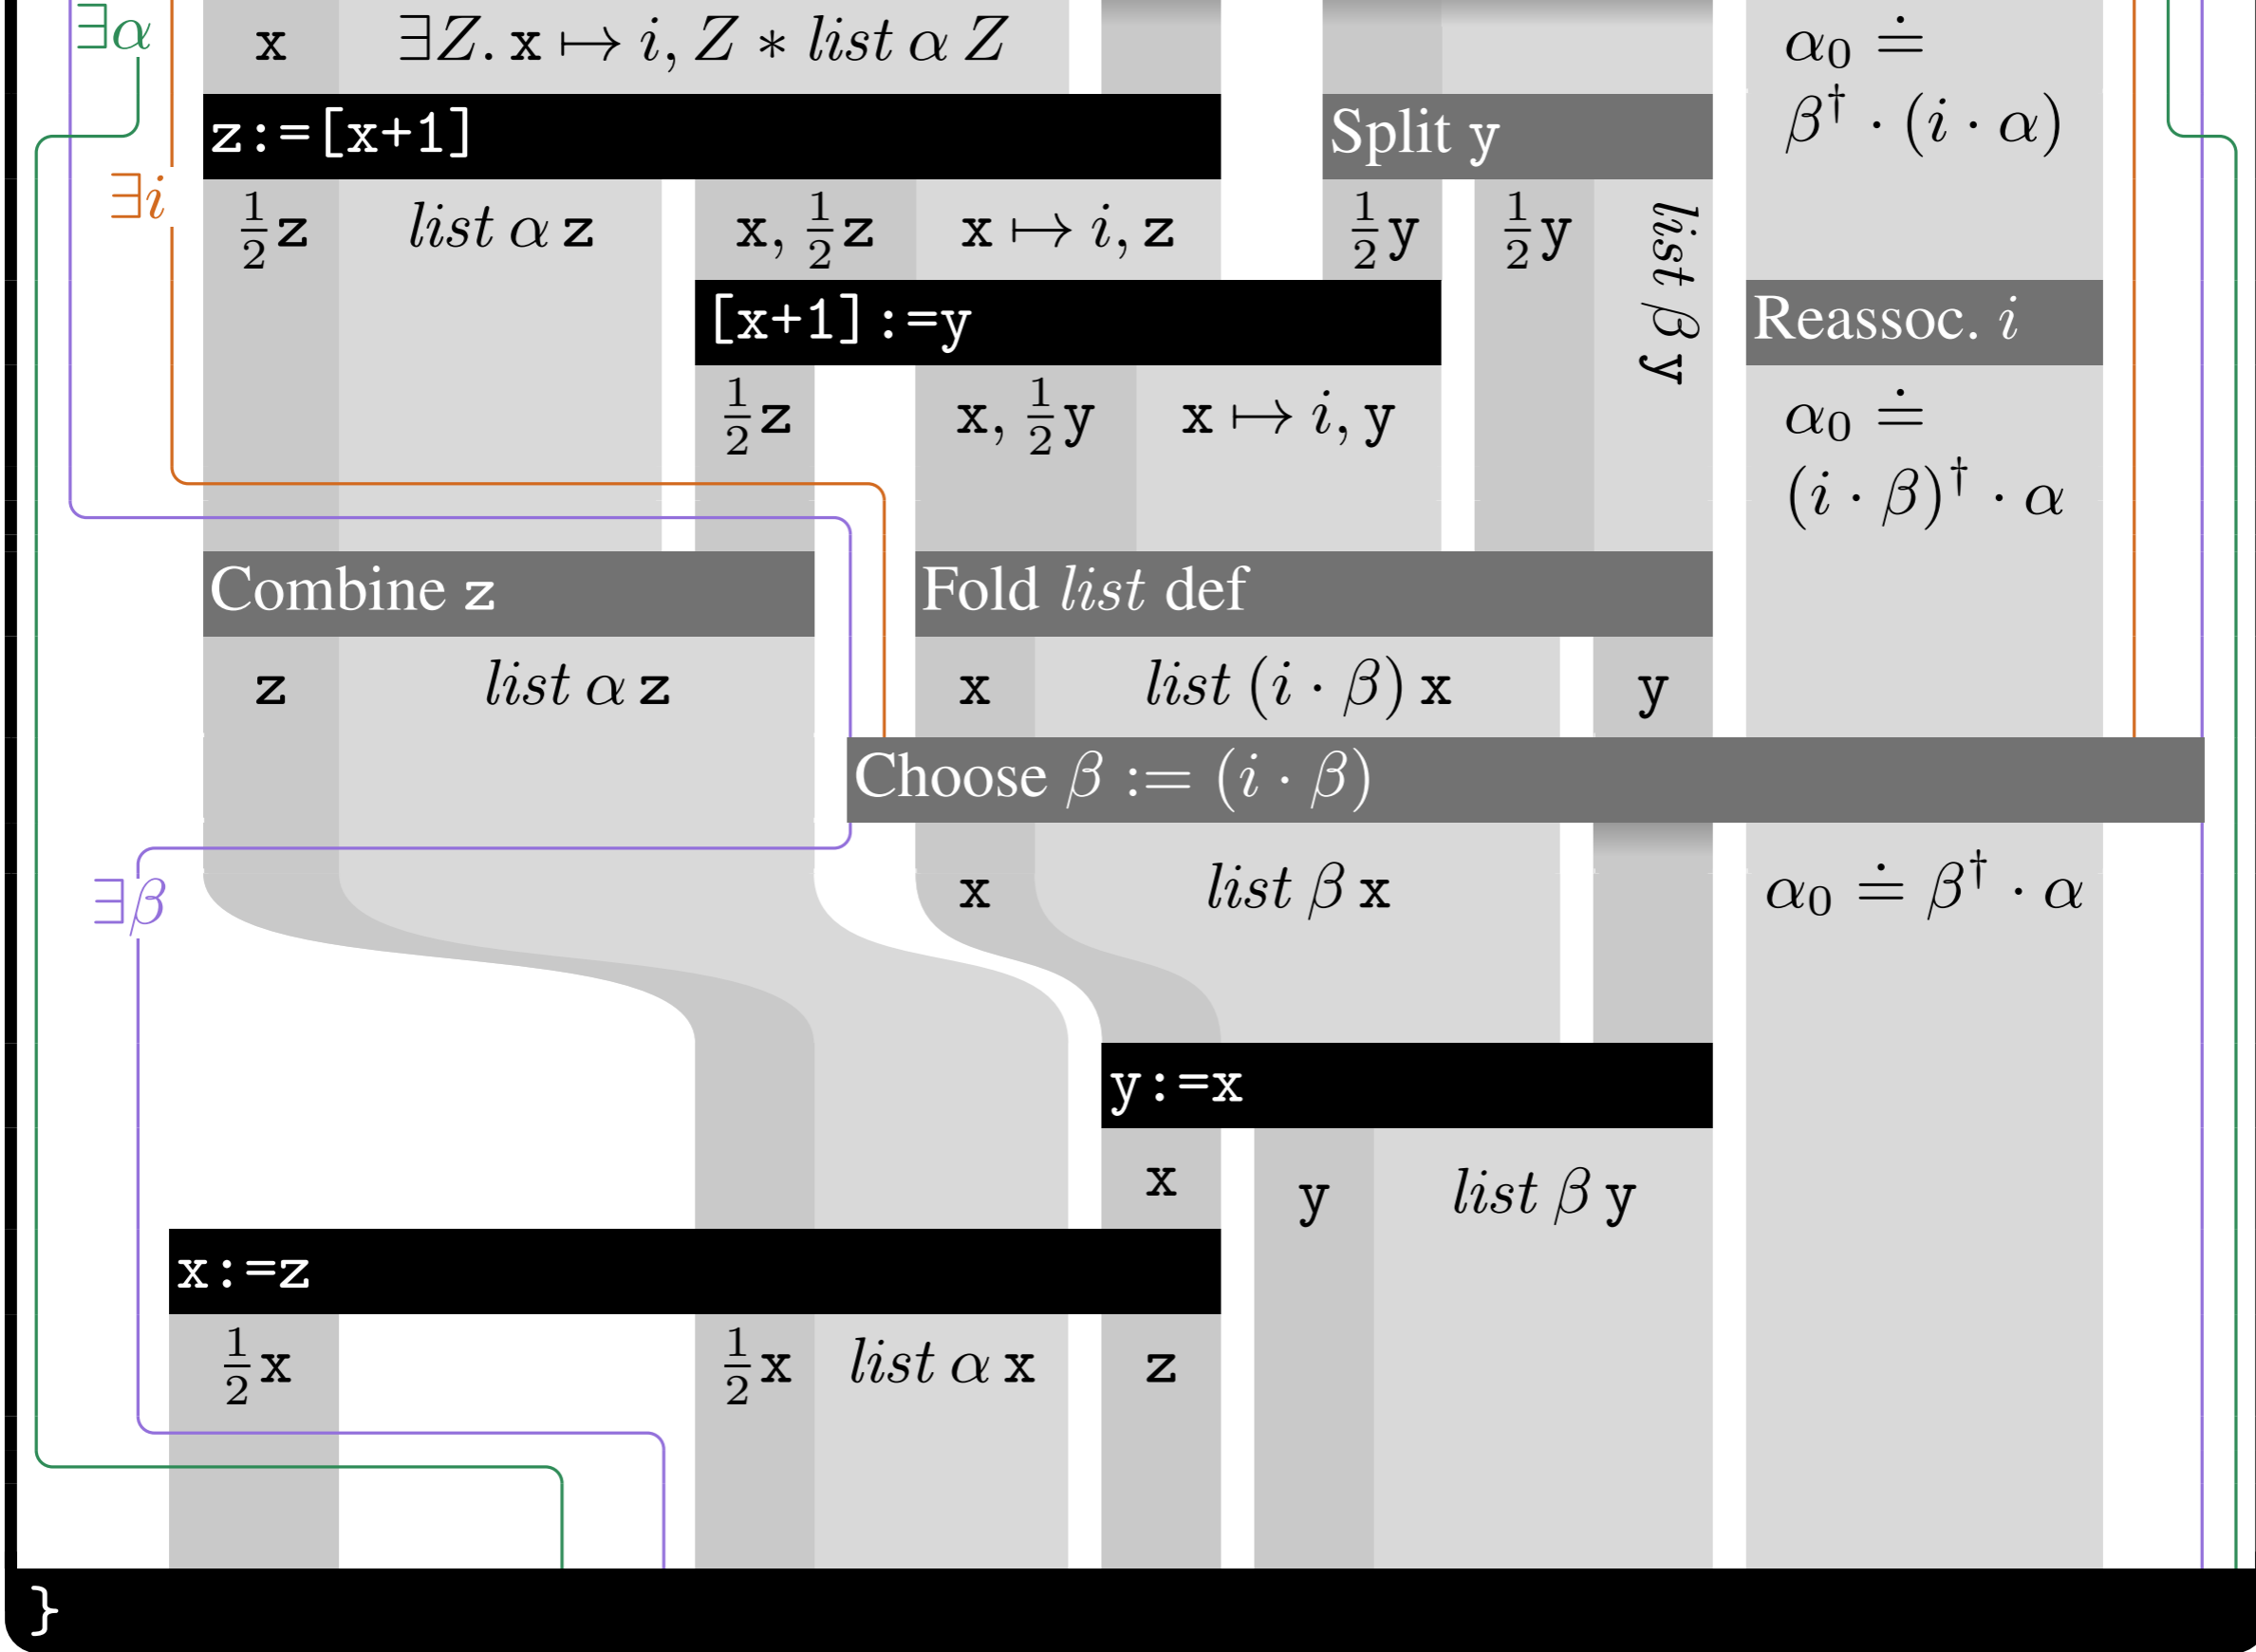 ∃α
x ∃Z. x ↦ i, Z ∗ list α Z
α₀ ≐
β† · (i · α)
z:=[x+1]
Split y
∃i
½z list α z x, ½z x ↦ i, z ½y ½y list β y
[x+1]:=y
Reassoc. i
½z x, ½y x ↦ i, y
α₀ ≐
(i · β)† · α
Combine z
Fold list def
z list α z x list (i · β) x y
Choose β := (i · β)
∃β
x list β x α₀ ≐ β† · α
y:=x
x y list β y
x:=z
½x ½x list α x z
}